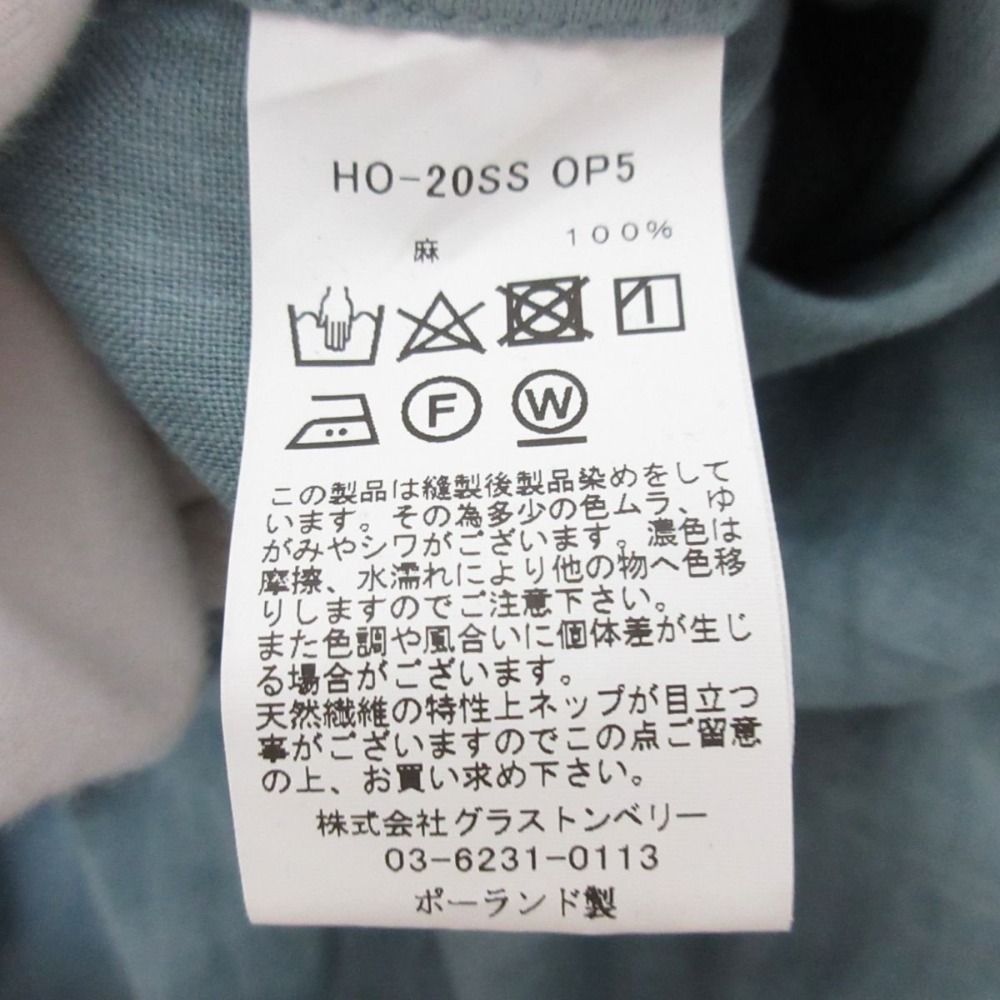 HO-20SS OP5
麻 100%
F W
この製品は縫製後製品染めをして
います。その為多少の色ムラ、ゆ
がみやシワがございます。濃色は
摩擦、水濡れにより他の物へ色移
りしますのでご注意下さい。
また色調や風合いに個体差が生じ
る場合がございます。
天然繊維の特性上ネップが目立つ
事がございますのでこの点ご留意
の上、お買い求め下さい。
株式会社グラストンベリー
03-6231-0113
ポーランド製